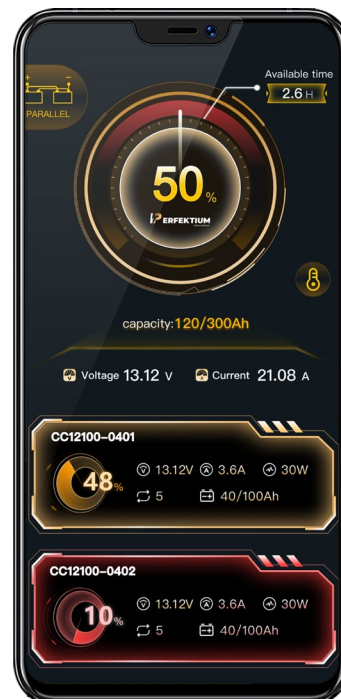 Available time
2.6 H
+ -
PARALLEL
50%
PERFEKTIUM
capacity:120/300Ah
Voltage 13.12 V Current 21.08 A
CC12100-0401
48%
V 13.12V A 3.6A 30W
5 40/100Ah
CC12100-0402
10%
V 13.12V A 3.6A 30W
5 40/100Ah